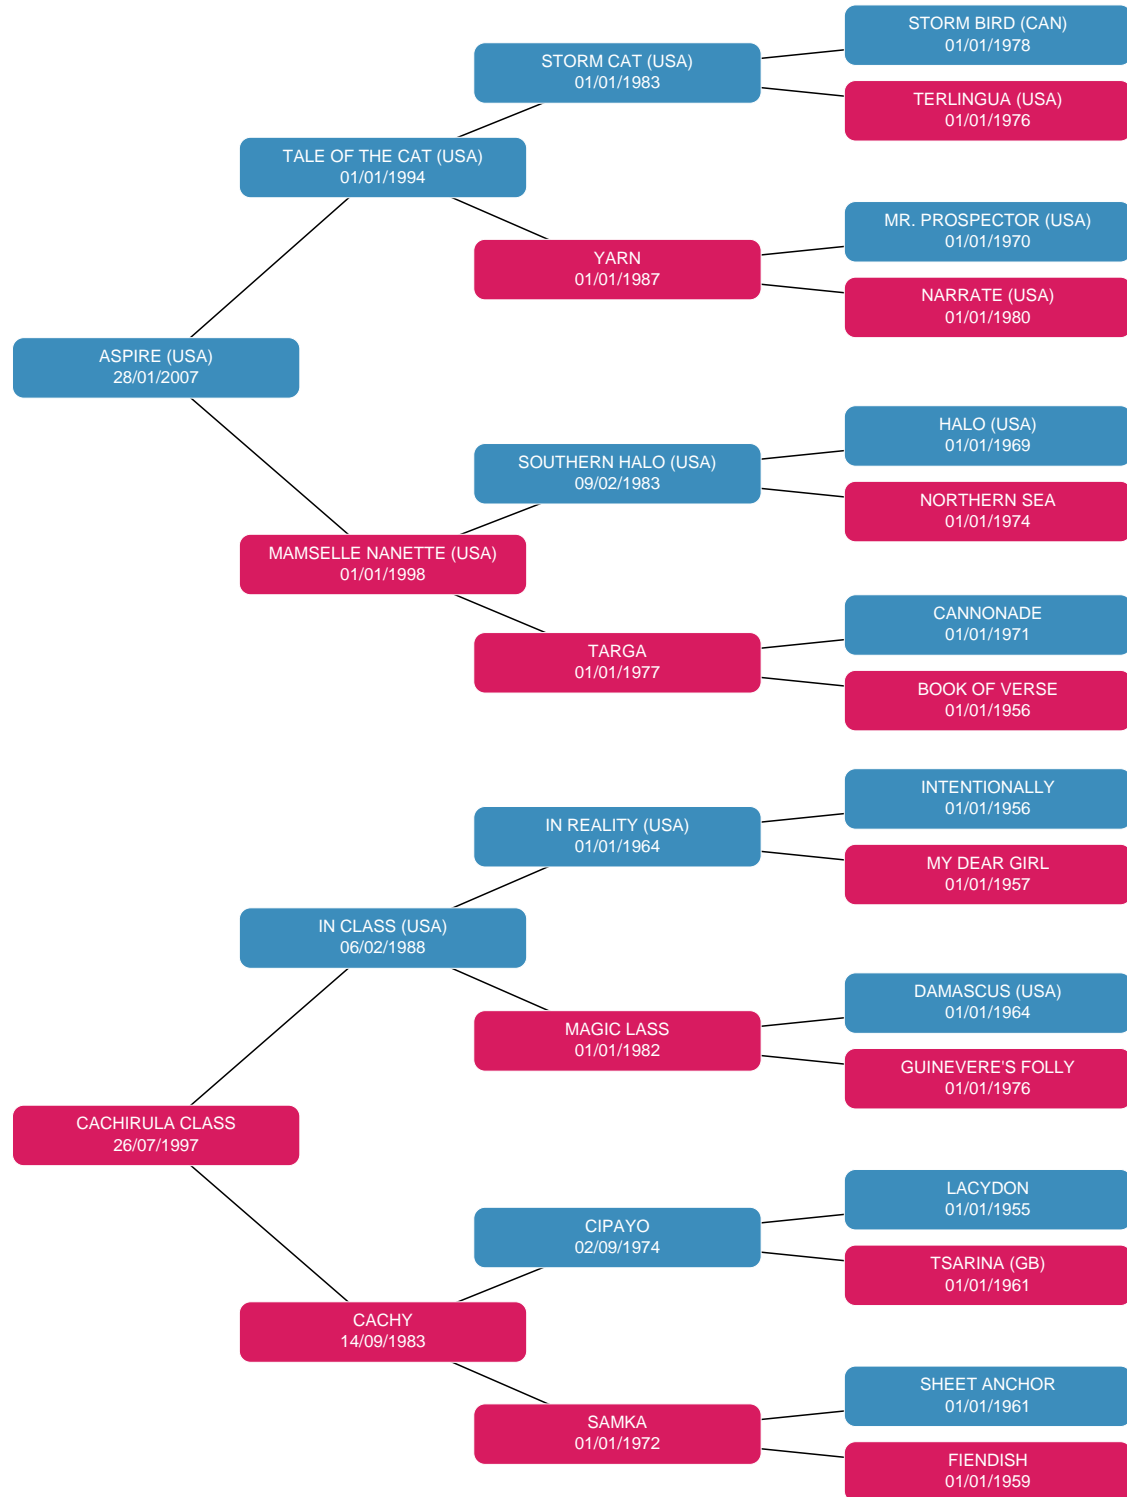 STORM BIRD (CAN)
01/01/1978
STORM CAT (USA)
01/01/1983
TERLINGUA (USA)
01/01/1976
TALE OF THE CAT (USA)
01/01/1994
MR. PROSPECTOR (USA)
01/01/1970
YARN
01/01/1987
NARRATE (USA)
01/01/1980
ASPIRE (USA)
28/01/2007
HALO (USA)
01/01/1969
SOUTHERN HALO (USA)
09/02/1983
NORTHERN SEA
01/01/1974
MAMSELLE NANETTE (USA)
01/01/1998
CANNONADE
01/01/1971
TARGA
01/01/1977
BOOK OF VERSE
01/01/1956
INTENTIONALLY
01/01/1956
IN REALITY (USA)
01/01/1964
MY DEAR GIRL
01/01/1957
IN CLASS (USA)
06/02/1988
DAMASCUS (USA)
01/01/1964
MAGIC LASS
01/01/1982
GUINEVERE'S FOLLY
01/01/1976
CACHIRULA CLASS
26/07/1997
LACYDON
01/01/1955
CIPAYO
02/09/1974
TSARINA (GB)
01/01/1961
CACHY
14/09/1983
SHEET ANCHOR
01/01/1961
SAMKA
01/01/1972
FIENDISH
01/01/1959